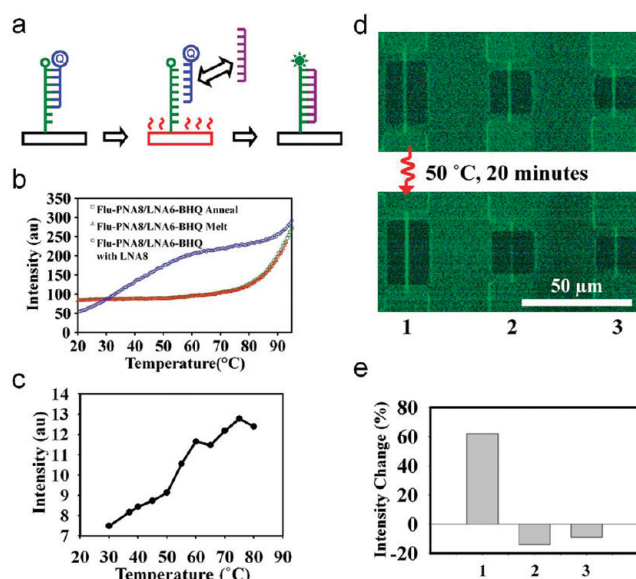 a
Q
Q
b
350
300
250
200
150
100
50
0
Intensity (au)
Flu-PNA8/LNA6-BHQ Anneal
Flu-PNA8/LNA6-BHQ Melt
Flu-PNA8/LNA6-BHQ
with LNA8
20 30 40 50 60 70 80 90
Temperature(°C)
c
14
13
12
11
10
9
8
7
Intensity (au)
20 30 40 50 60 70 80 90
Temperature (°C)
d
50 °C, 20 minutes
50 µm
1 2 3
e
80
60
40
20
0
-20
Intensity Change (%)
1 2 3